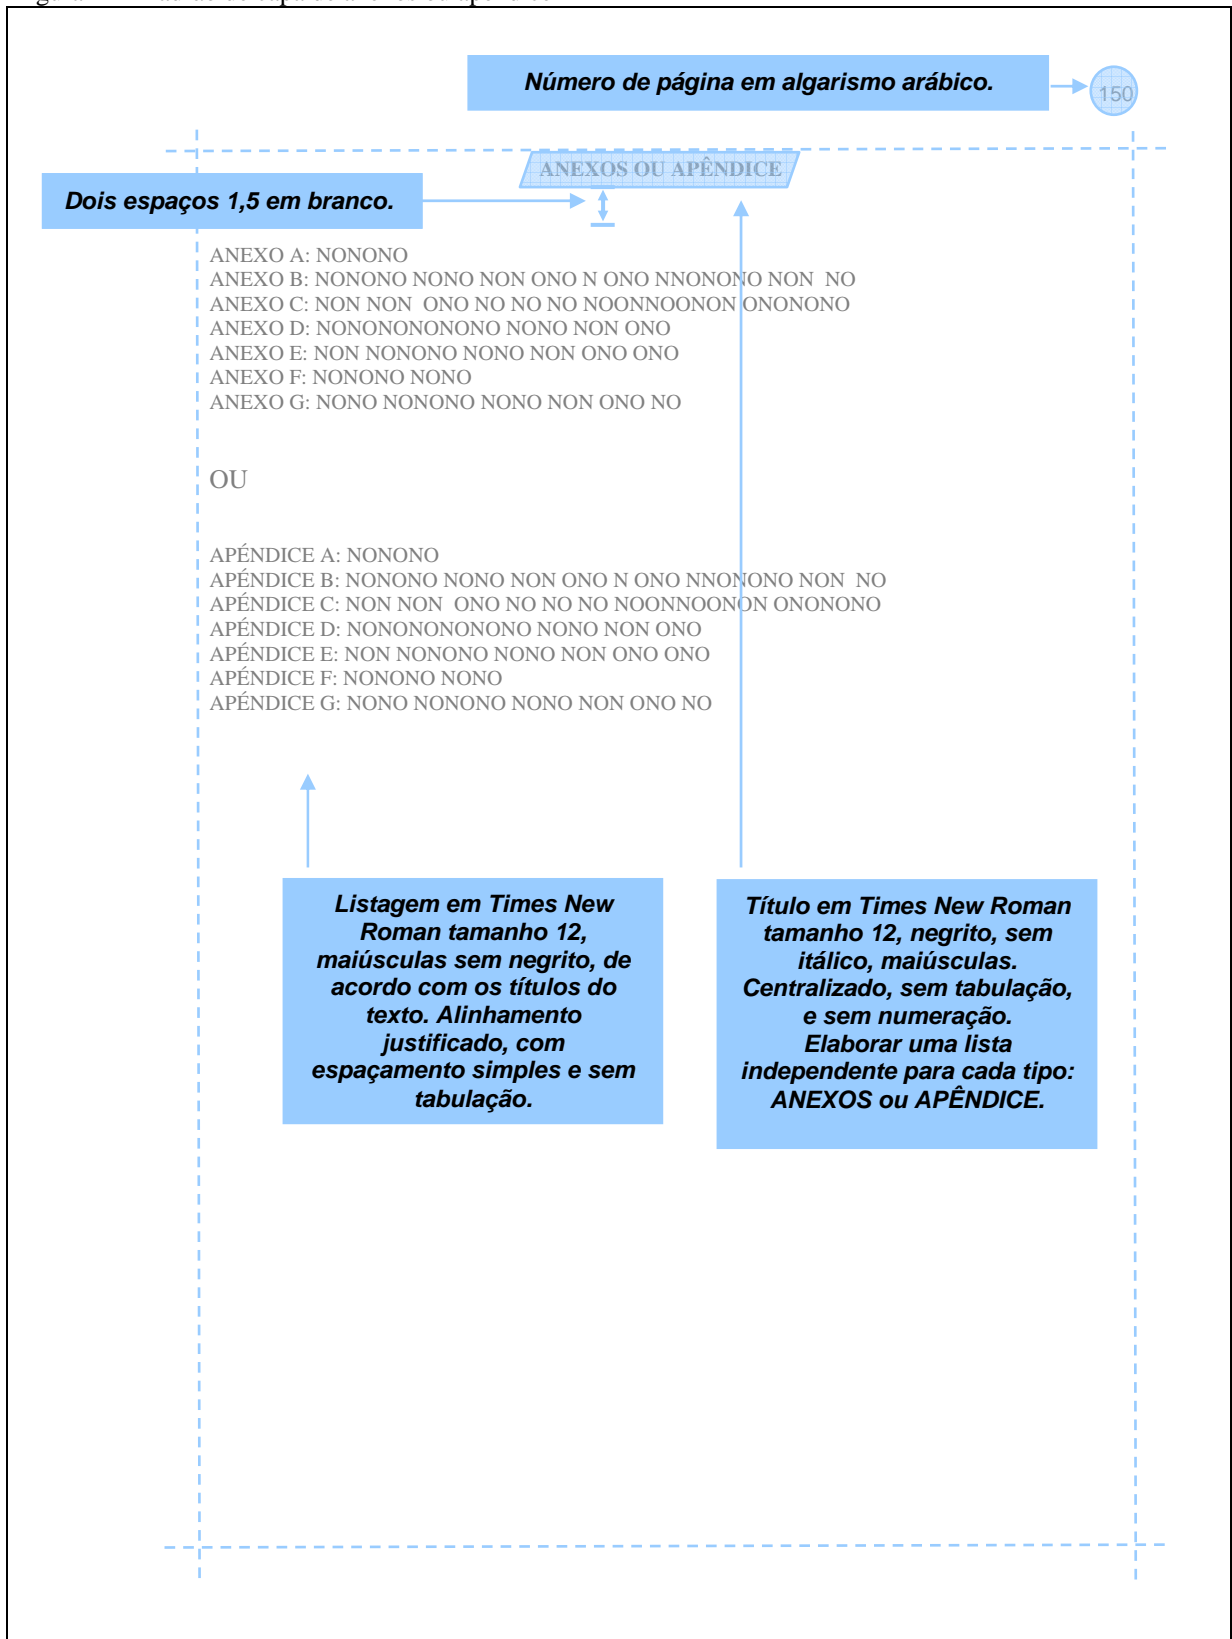 Número de página em algarismo arábico.
150
ANEXOS OU APÊNDICE
Dois espaços 1,5 em branco.
ANEXO A: NONONO
ANEXO B: NONONO NONO NON ONO N ONO NNONONO NON  NO
ANEXO C: NON NON  ONO NO NO NO NOONNOONON ONONONO
ANEXO D: NONONONONONO NONO NON ONO
ANEXO E: NON NONONO NONO NON ONO ONO
ANEXO F: NONONO NONO
ANEXO G: NONO NONONO NONO NON ONO NO
OU
APÉNDICE A: NONONO
APÉNDICE B: NONONO NONO NON ONO N ONO NNONONO NON  NO
APÉNDICE C: NON NON  ONO NO NO NO NOONNOONON ONONONO
APÉNDICE D: NONONONONONO NONO NON ONO
APÉNDICE E: NON NONONO NONO NON ONO ONO
APÉNDICE F: NONONO NONO
APÉNDICE G: NONO NONONO NONO NON ONO NO
Listagem em Times New
Roman tamanho 12,
maiúsculas sem negrito, de
acordo com os títulos do
texto. Alinhamento
justificado, com
espaçamento simples e sem
tabulação.
Título em Times New Roman
tamanho 12, negrito, sem
itálico, maiúsculas.
Centralizado, sem tabulação,
e sem numeração.
Elaborar uma lista
independente para cada tipo:
ANEXOS ou APÊNDICE.